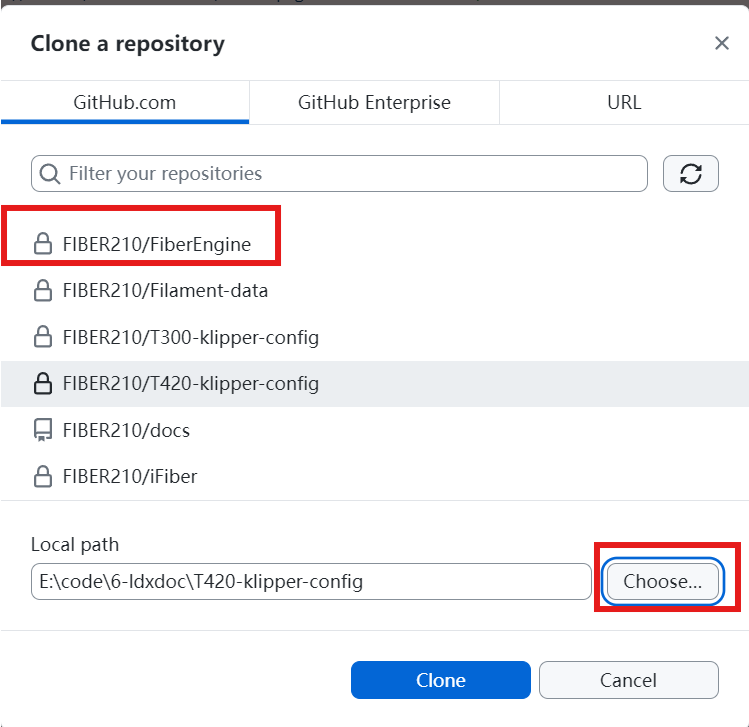 Clone a repository
GitHub.com
GitHub Enterprise
URL
Filter your repositories
FIBER210/FiberEngine
FIBER210/Filament-data
FIBER210/T300-klipper-config
FIBER210/T420-klipper-config
FIBER210/docs
FIBER210/iFiber
Local path
E:\code\6-ldxdoc\T420-klipper-config
Choose...
Clone
Cancel